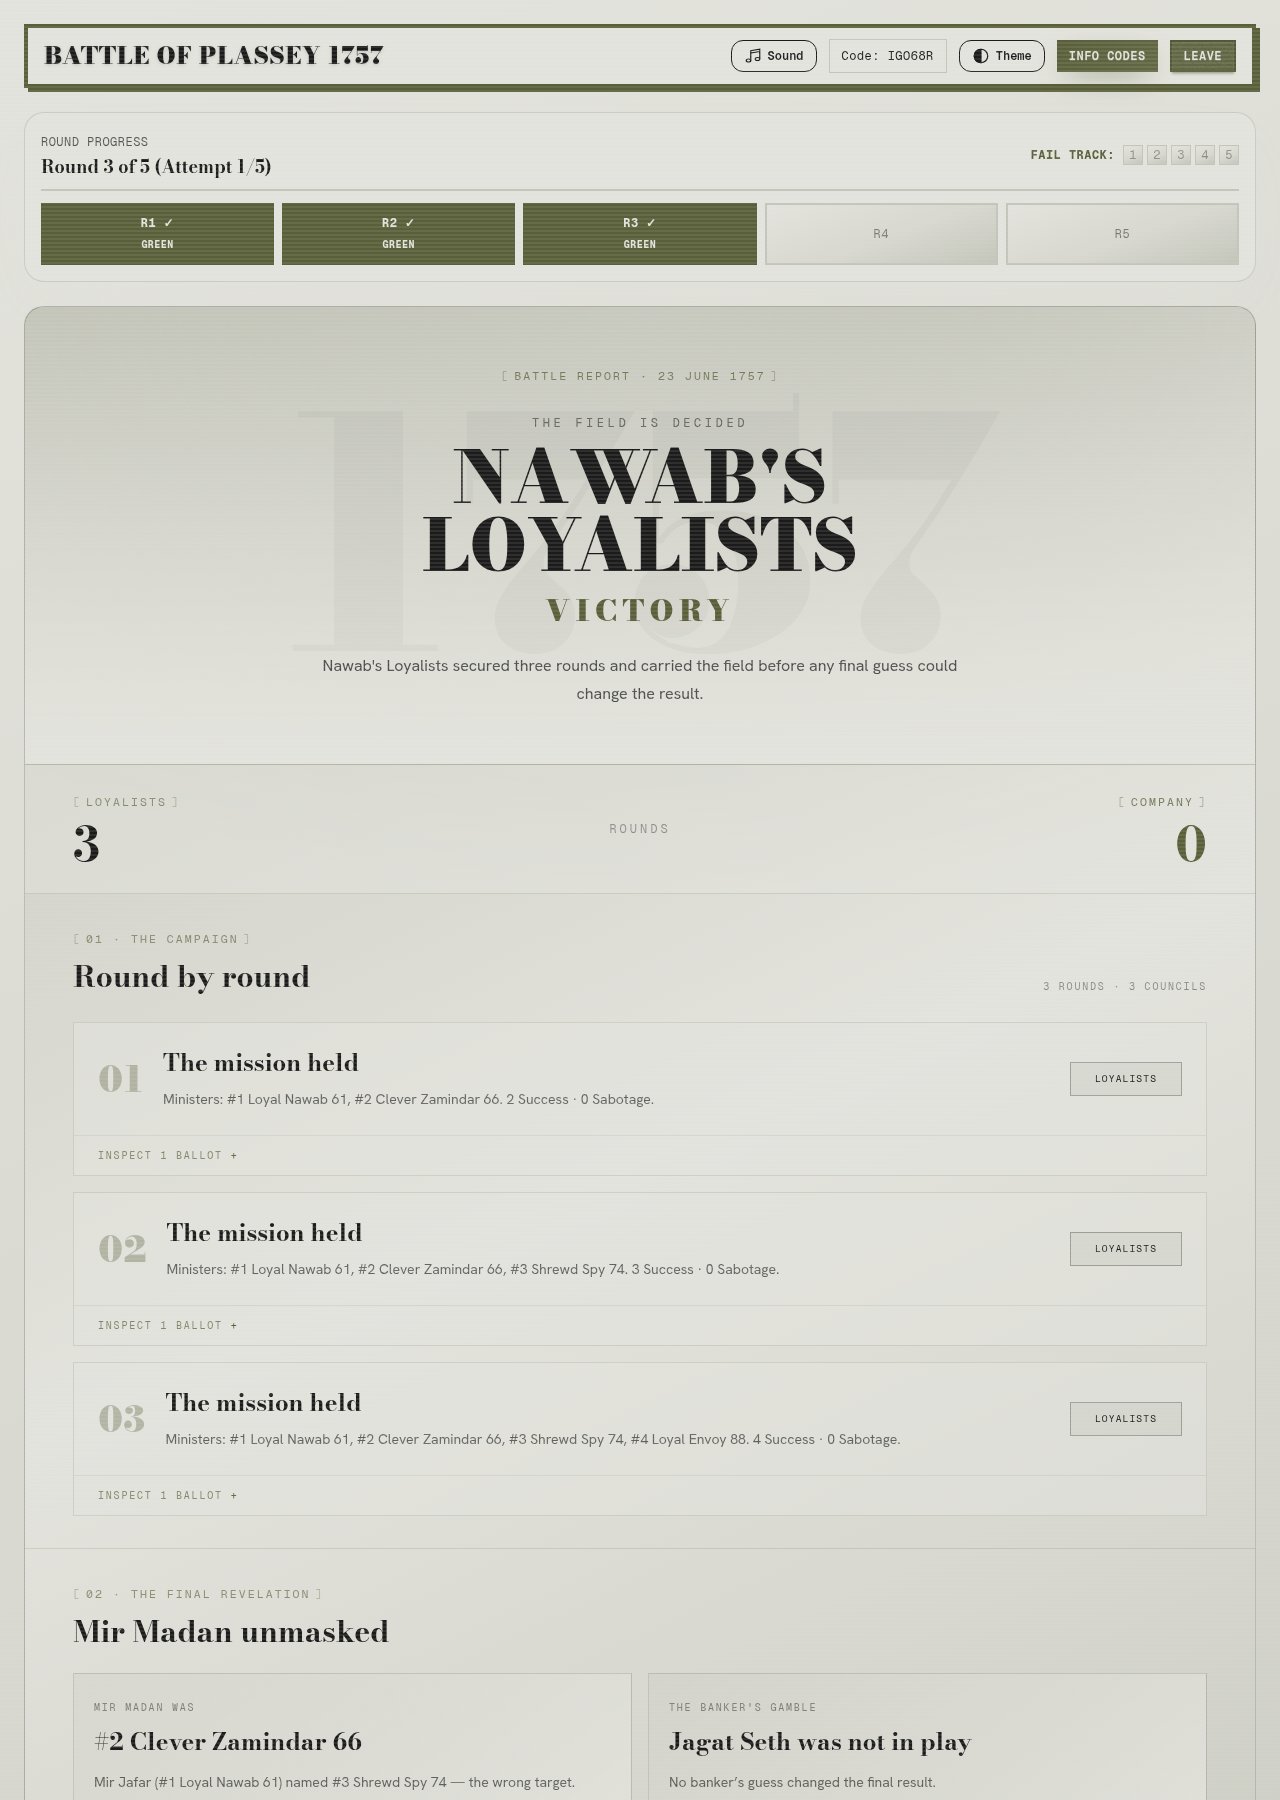 BATTLE OF PLASSEY 1757
Sound
Code: IGO68R
Theme
INFO CODES
LEAVE
ROUND PROGRESS
Round 3 of 5 (Attempt 1/5)
FAIL TRACK: 1 2 3 4 5
R1 ✓
GREEN
R2 ✓
GREEN
R3 ✓
GREEN
R4
R5
1757
[ BATTLE REPORT · 23 JUNE 1757 ]
THE FIELD IS DECIDED
NAWAB'S
LOYALISTS
VICTORY
Nawab's Loyalists secured three rounds and carried the field before any final guess could
change the result.
[ LOYALISTS ]
3
ROUNDS
[ COMPANY ]
0
[ 01 · THE CAMPAIGN ]
Round by round
3 ROUNDS · 3 COUNCILS
01
The mission held
Ministers: #1 Loyal Nawab 61, #2 Clever Zamindar 66. 2 Success · 0 Sabotage.
LOYALISTS
INSPECT 1 BALLOT +
02
The mission held
Ministers: #1 Loyal Nawab 61, #2 Clever Zamindar 66, #3 Shrewd Spy 74. 3 Success · 0 Sabotage.
LOYALISTS
INSPECT 1 BALLOT +
03
The mission held
Ministers: #1 Loyal Nawab 61, #2 Clever Zamindar 66, #3 Shrewd Spy 74, #4 Loyal Envoy 88. 4 Success · 0 Sabotage.
LOYALISTS
INSPECT 1 BALLOT +
[ 02 · THE FINAL REVELATION ]
Mir Madan unmasked
MIR MADAN WAS
#2 Clever Zamindar 66
Mir Jafar (#1 Loyal Nawab 61) named #3 Shrewd Spy 74 — the wrong target.
THE BANKER'S GAMBLE
Jagat Seth was not in play
No banker’s guess changed the final result.